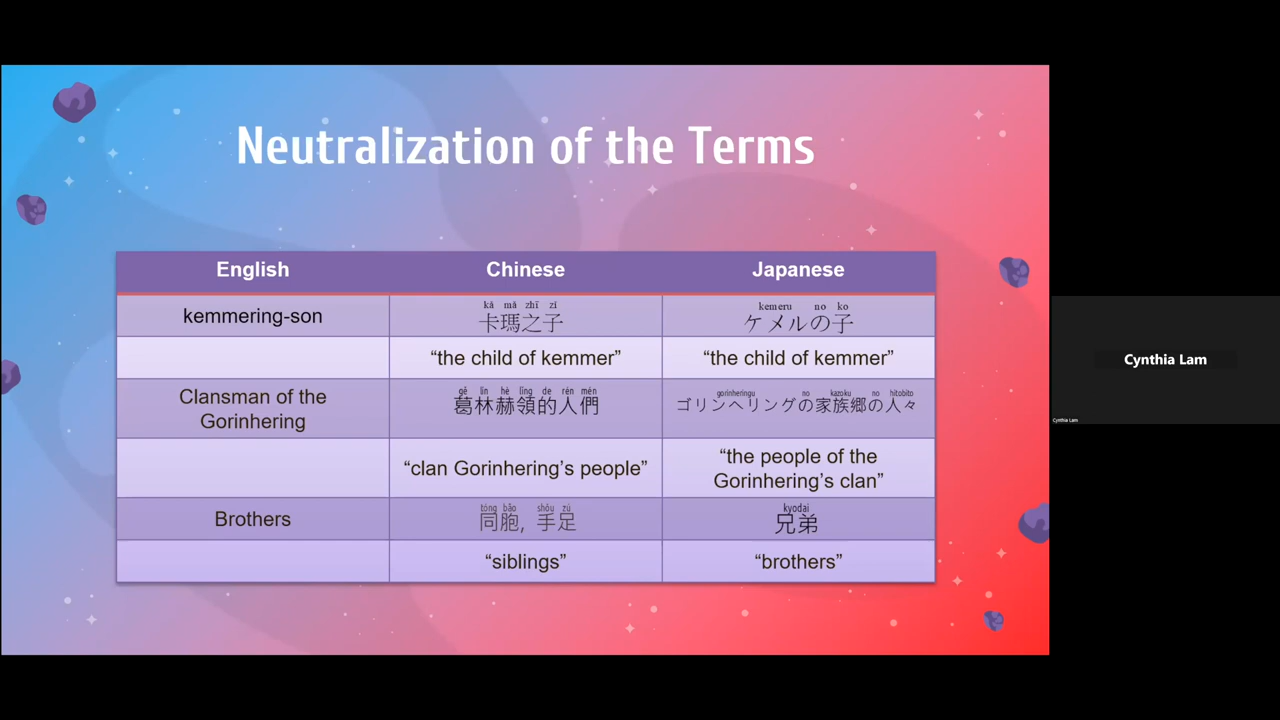 Neutralization of the Terms
English
Chinese
Japanese
kemmering-son
kǎ mǎ zhī zǐ
卡瑪之子
kemeru no ko
ケメルの子
“the child of kemmer”
“the child of kemmer”
Clansman of the
Gorinhering
gé lín hè lǐng de rén mén
葛林赫領的人們
gorinheringu no kazoku no hitobito
ゴリンヘリングの家族郷の人々
“clan Gorinhering’s people”
“the people of the
Gorinhering’s clan”
Brothers
tóng bāo shǒu zú
同胞, 手足
kyodai
兄弟
“siblings”
“brothers”
Cynthia Lam
Cynthia Lam